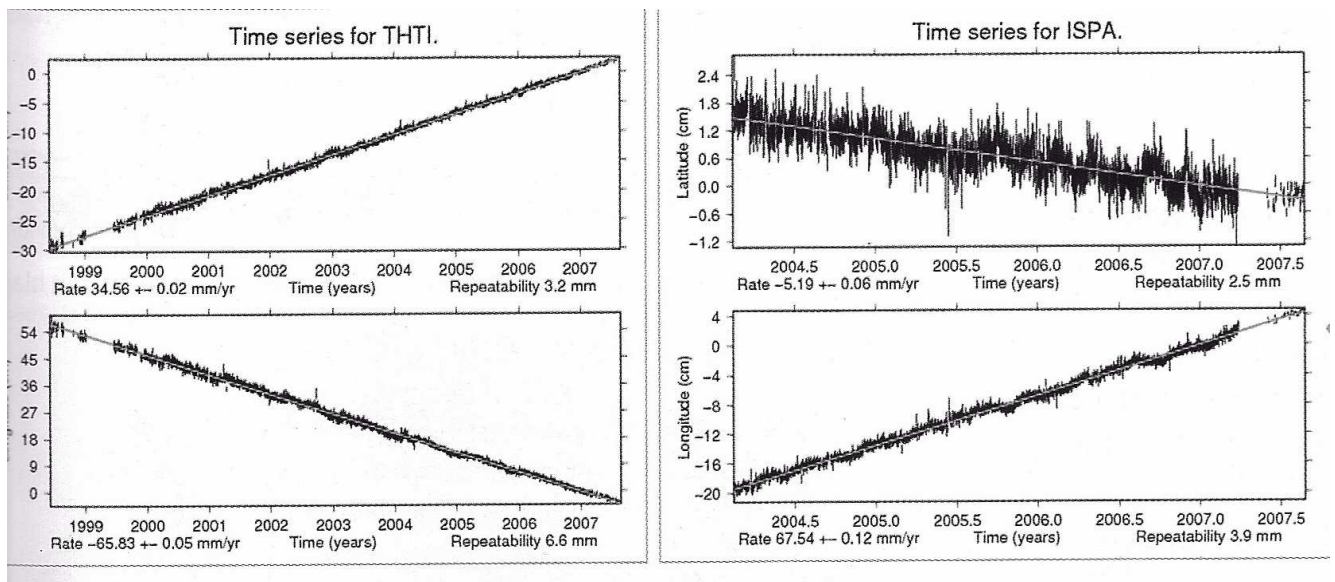 Time series for THTI.
0
−5
−10
−15
−20
−25
−30
1999 2000 2001 2002 2003 2004 2005 2006 2007
Rate 34.56 +− 0.02 mm/yr Time (years) Repeatability 3.2 mm
54
45
36
27
18
9
0
1999 2000 2001 2002 2003 2004 2005 2006 2007
Rate −65.83 +− 0.05 mm/yr Time (years) Repeatability 6.6 mm
Time series for ISPA.
Latitude (cm)
2.4
1.8
1.2
0.6
0.0
−0.6
−1.2
2004.5 2005.0 2005.5 2006.0 2006.5 2007.0 2007.5
Rate −5.19 +− 0.06 mm/yr Time (years) Repeatability 2.5 mm
Longitude (cm)
4
0
−4
−8
−12
−16
−20
2004.5 2005.0 2005.5 2006.0 2006.5 2007.0 2007.5
Rate 67.54 +− 0.12 mm/yr Time (years) Repeatability 3.9 mm